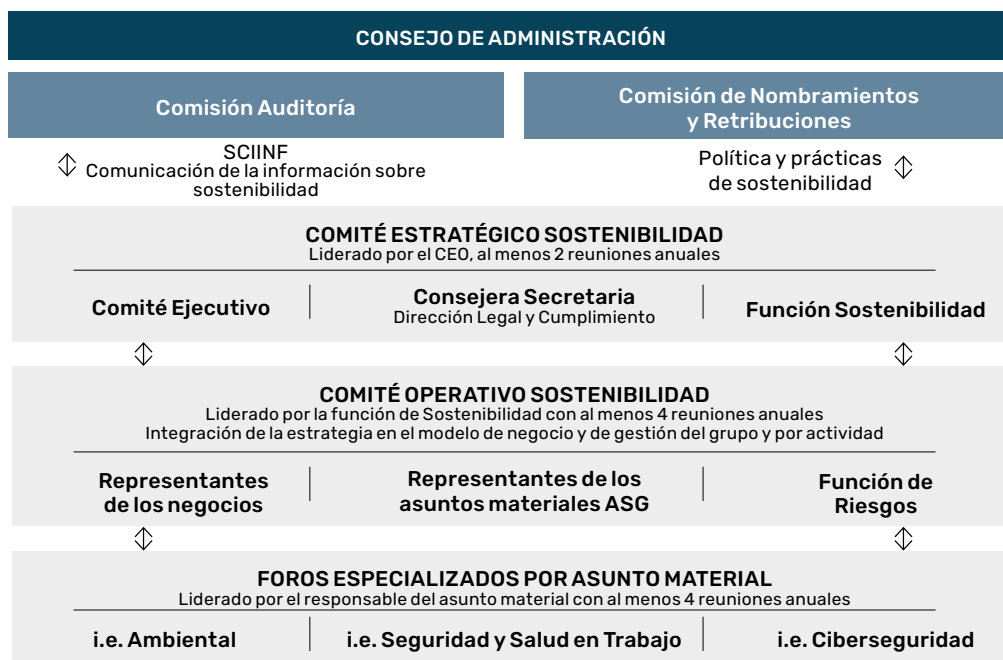 CONSEJO DE ADMINISTRACIÓN
Comisión Auditoría
Comisión de Nombramientos
y Retribuciones
SCIINF
Comunicación de la información sobre
sostenibilidad
Política y prácticas
de sostenibilidad
COMITÉ ESTRATÉGICO SOSTENIBILIDAD
Liderado por el CEO, al menos 2 reuniones anuales
Comité Ejecutivo
Consejera Secretaria
Dirección Legal y Cumplimiento
Función Sostenibilidad
COMITÉ OPERATIVO SOSTENIBILIDAD
Liderado por la función de Sostenibilidad con al menos 4 reuniones anuales
Integración de la estrategia en el modelo de negocio y de gestión del grupo y por actividad
Representantes
de los negocios
Representantes de los
asuntos materiales ASG
Función de
Riesgos
FOROS ESPECIALIZADOS POR ASUNTO MATERIAL
Liderado por el responsable del asunto material con al menos 4 reuniones anuales
i.e. Ambiental
i.e. Seguridad y Salud en Trabajo
i.e. Ciberseguridad